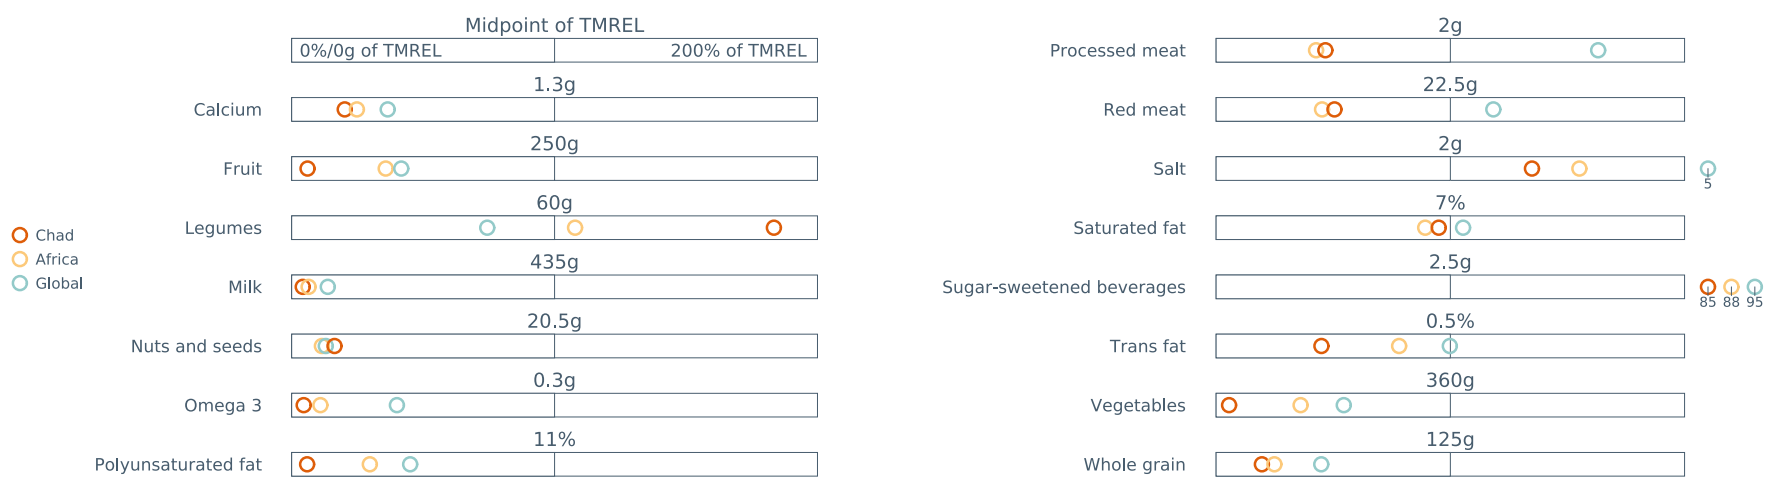 Midpoint of TMREL
0%/0g of TMREL 200% of TMREL
1.3g
Calcium
250g
Fruit
60g
Legumes
435g
Milk
20.5g
Nuts and seeds
0.3g
Omega 3
11%
Polyunsaturated fat
Chad
Africa
Global
2g
Processed meat
22.5g
Red meat
2g
Salt
5
7%
Saturated fat
2.5g
Sugar-sweetened beverages
85 88 95
0.5%
Trans fat
360g
Vegetables
125g
Whole grain